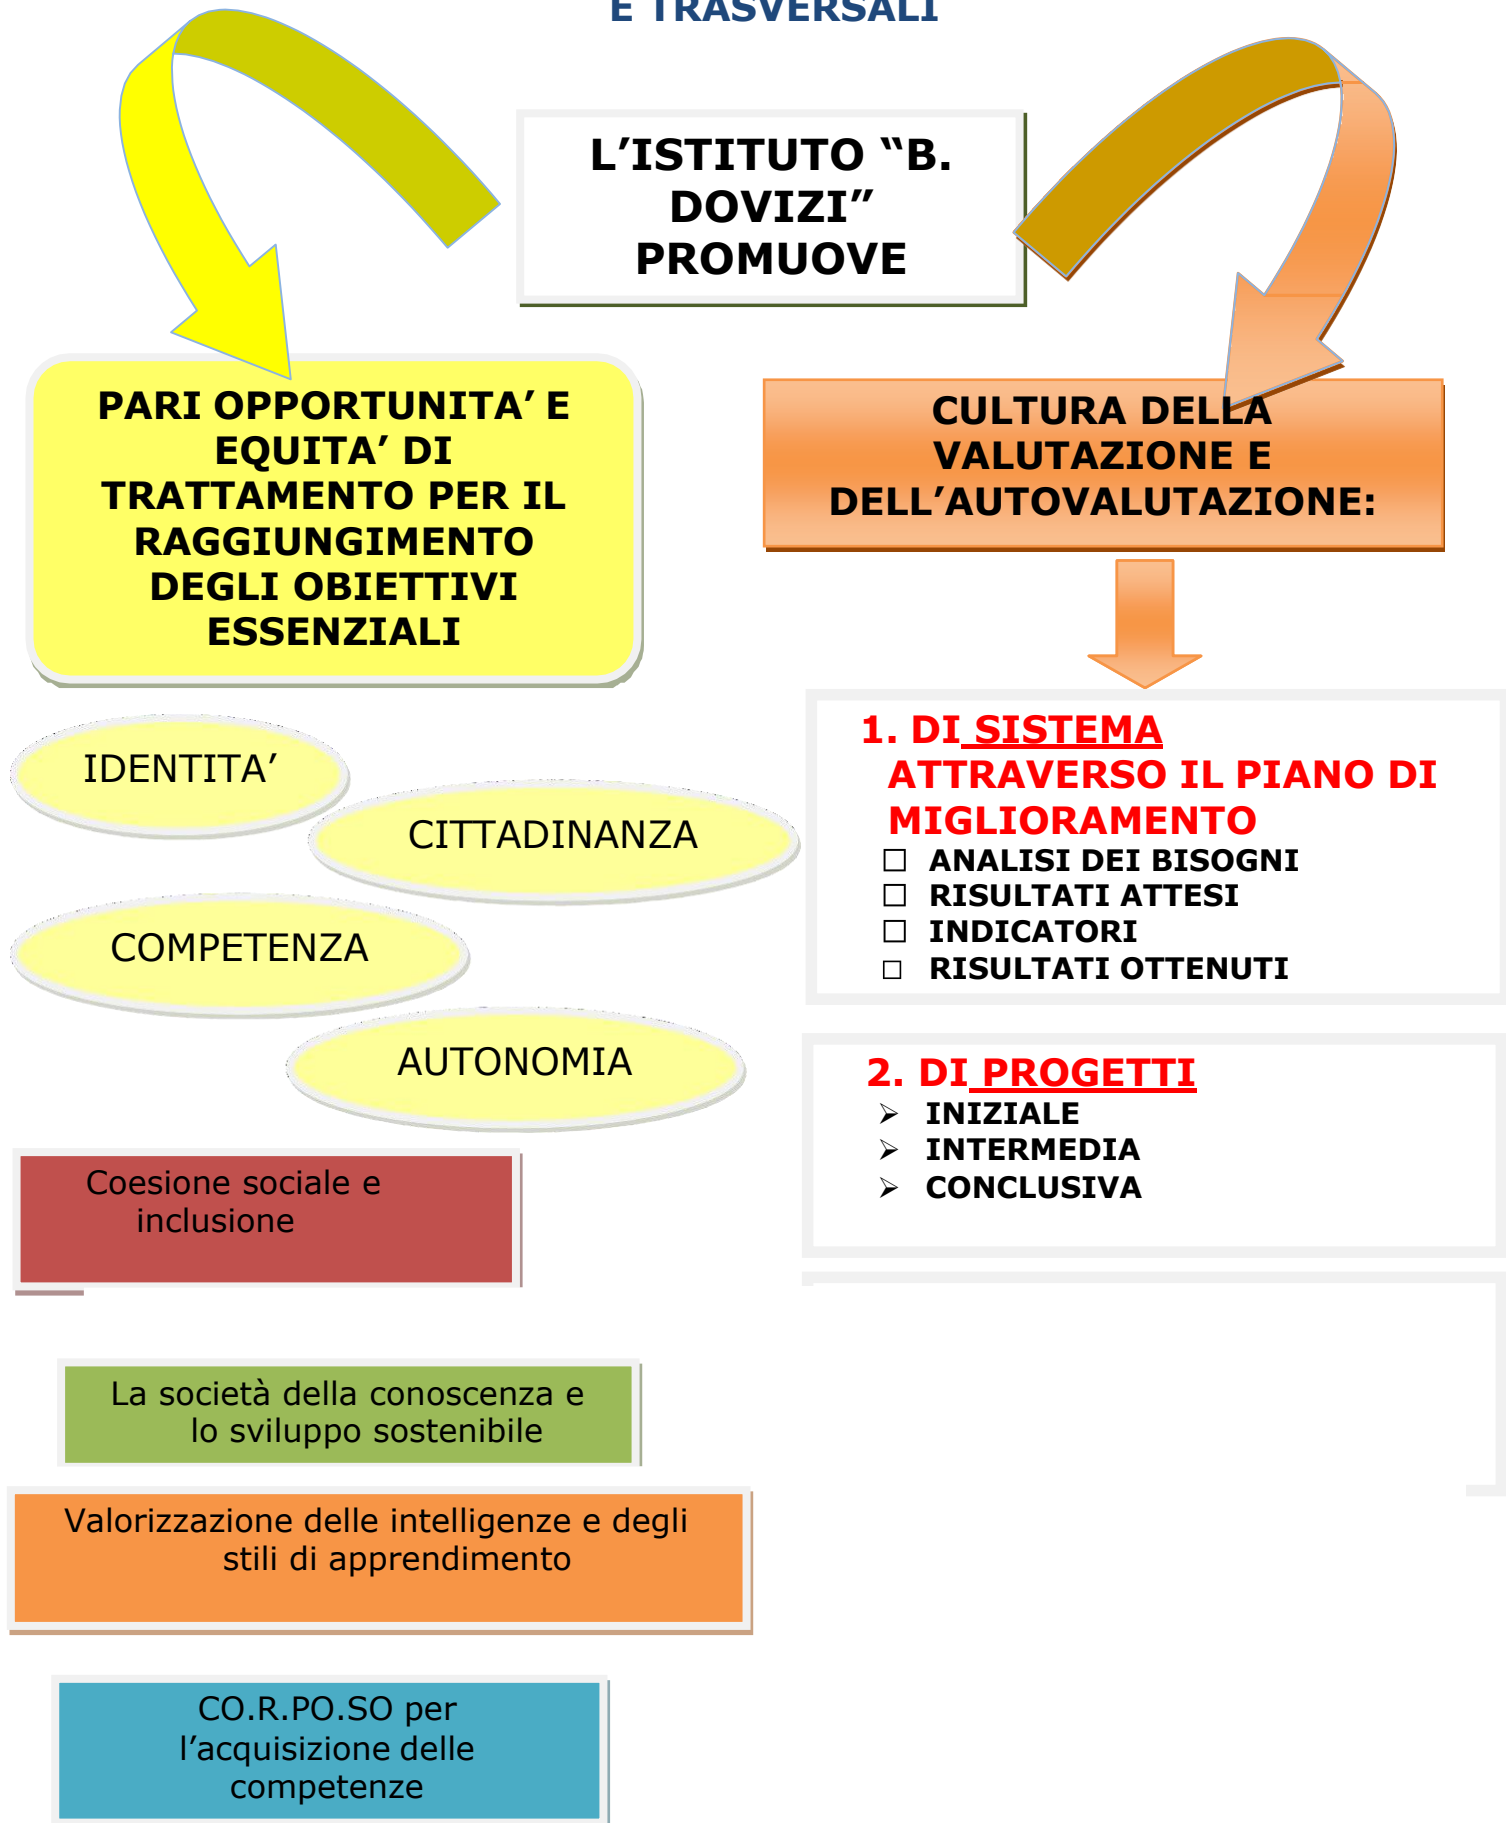 E TRASVERSALI
L’ISTITUTO “B.
DOVIZI”
PROMUOVE
PARI OPPORTUNITA’ E
EQUITA’ DI
TRATTAMENTO PER IL
RAGGIUNGIMENTO
DEGLI OBIETTIVI
ESSENZIALI
IDENTITA’
CITTADINANZA
COMPETENZA
AUTONOMIA
Coesione sociale e
inclusione
La società della conoscenza e
lo sviluppo sostenibile
Valorizzazione delle intelligenze e degli
stili di apprendimento
CO.R.PO.SO per
l’acquisizione delle
competenze
CULTURA DELLA
VALUTAZIONE E
DELL’AUTOVALUTAZIONE:
1. DI SISTEMA
ATTRAVERSO IL PIANO DI
MIGLIORAMENTO
□ ANALISI DEI BISOGNI
□ RISULTATI ATTESI
□ INDICATORI
□ RISULTATI OTTENUTI
2. DI PROGETTI
➢ INIZIALE
➢ INTERMEDIA
➢ CONCLUSIVA